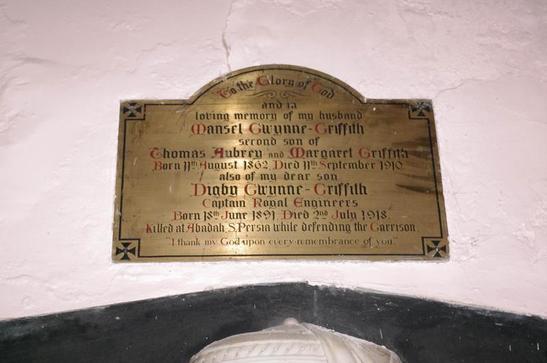 To the Glory of God
and in
loving memory of my husband
Mansel Gwynne-Griffith
second son of
Thomas Aubrey and Margaret Griffith
Born 11th August 1862. Died 11th September
also of my dear son
Digby Gwynne-Griffith
Captain Royal Engineers
Born 18th June 1891. Died 2nd July 1918.
Killed at Abadah S. Persia while defending the Garrison
"I thank my God upon every remembrance of you."